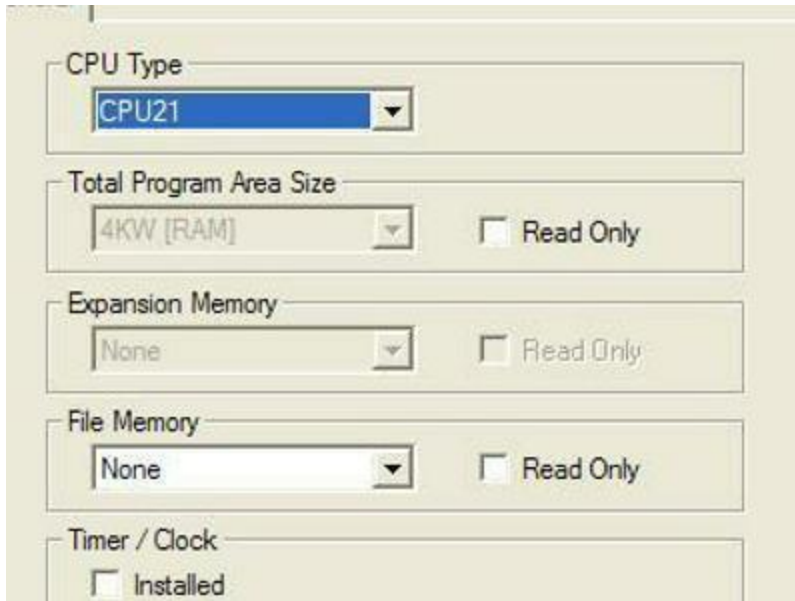 CPU Type
CPU21
Total Program Area Size
4KW [RAM]
Read Only
Expansion Memory
None
Read Only
File Memory
None
Read Only
Timer / Clock
Installed